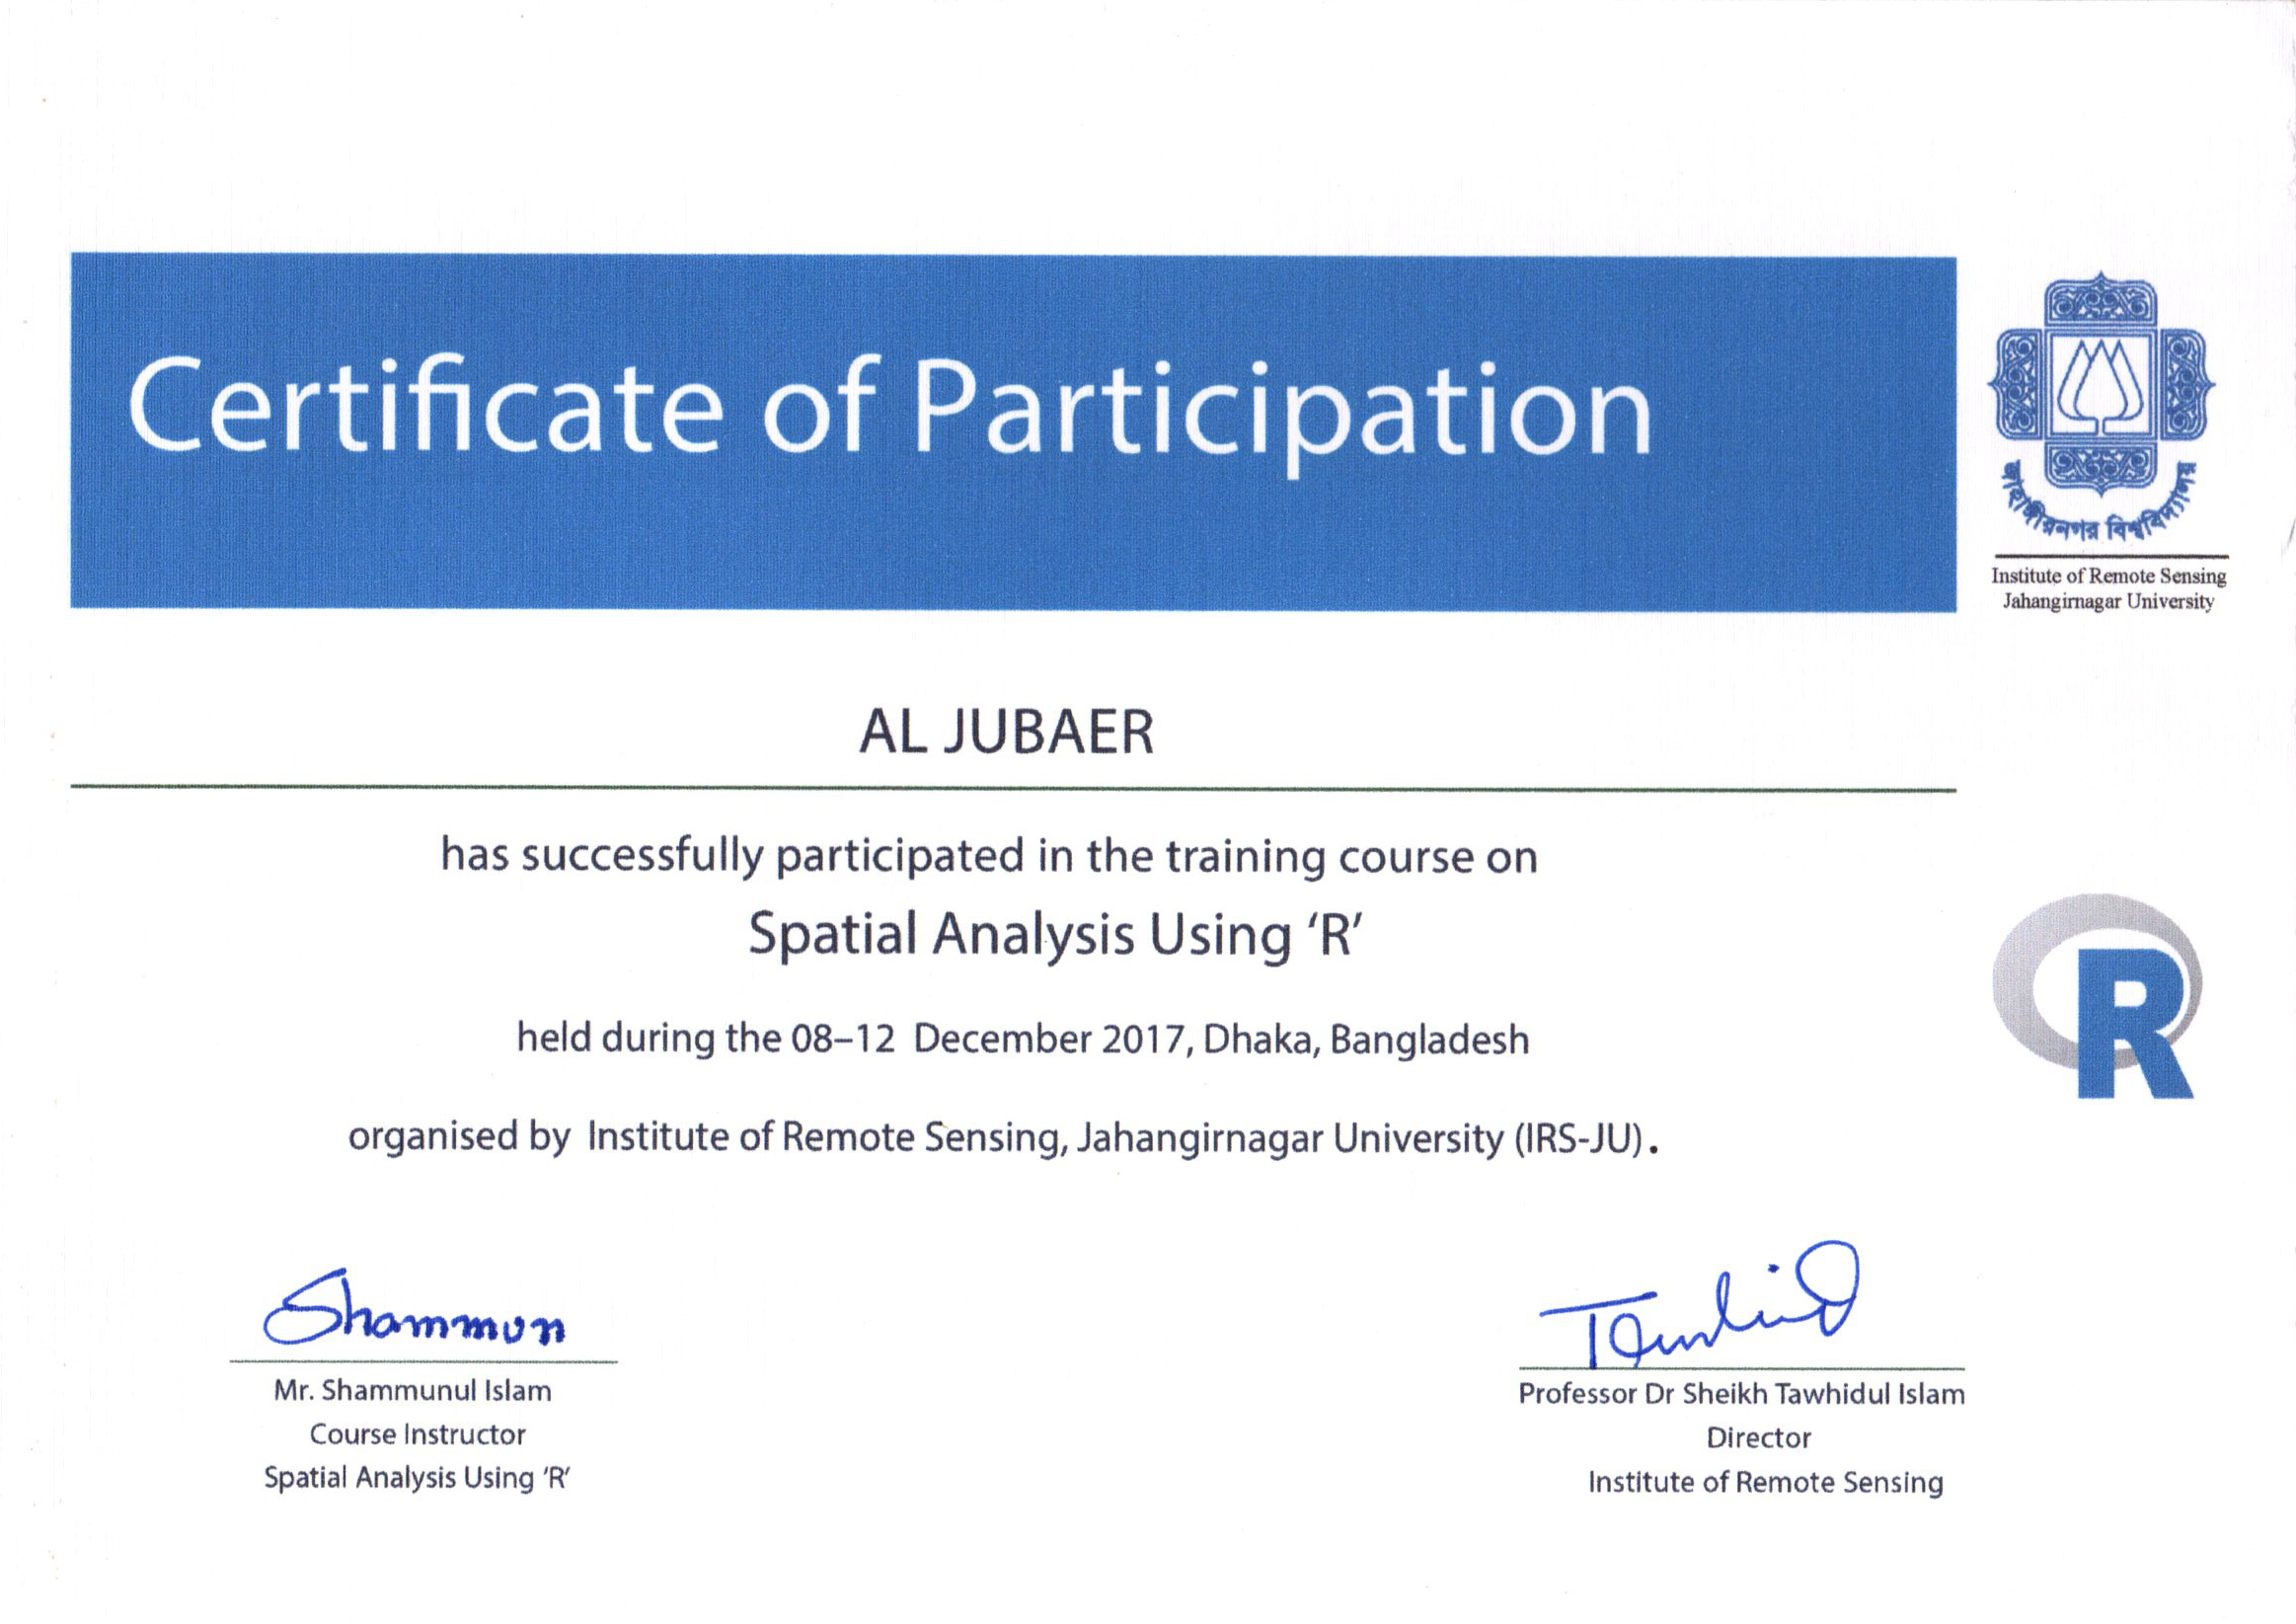 Certificate of Participation
জাহাঙ্গীরনগর বিশ্ববিদ্যালয়
Institute of Remote Sensing
Jahangirnagar University
AL JUBAER
has successfully participated in the training course on
Spatial Analysis Using ‘R’
held during the 08–12 December 2017, Dhaka, Bangladesh
organised by Institute of Remote Sensing, Jahangirnagar University (IRS-JU).
R
Shammun
Mr. Shammunul Islam
Course Instructor
Spatial Analysis Using ‘R’
Tawhid
Professor Dr Sheikh Tawhidul Islam
Director
Institute of Remote Sensing